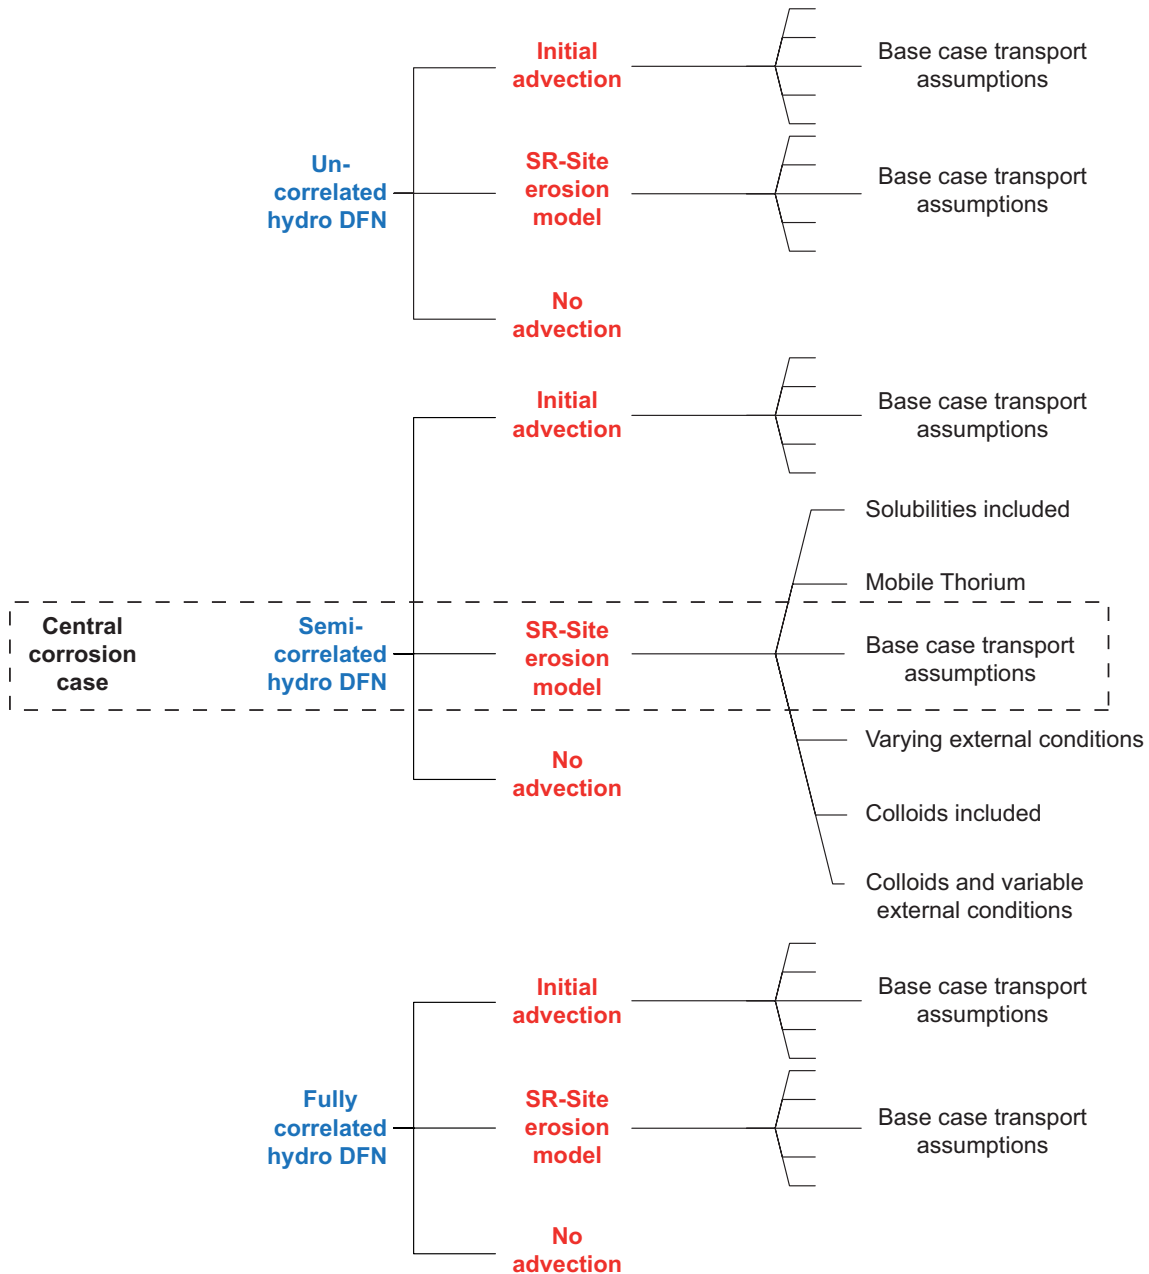 Initial
advection
Base case transport
assumptions
Un-
correlated
hydro DFN
SR-Site
erosion
model
Base case transport
assumptions
No
advection
Initial
advection
Base case transport
assumptions
Solubilities included
Mobile Thorium
Central
corrosion
case
Semi-
correlated
hydro DFN
SR-Site
erosion
model
Base case transport
assumptions
Varying external conditions
No
advection
Colloids included
Colloids and variable
external conditions
Initial
advection
Base case transport
assumptions
Fully
correlated
hydro DFN
SR-Site
erosion
model
Base case transport
assumptions
No
advection